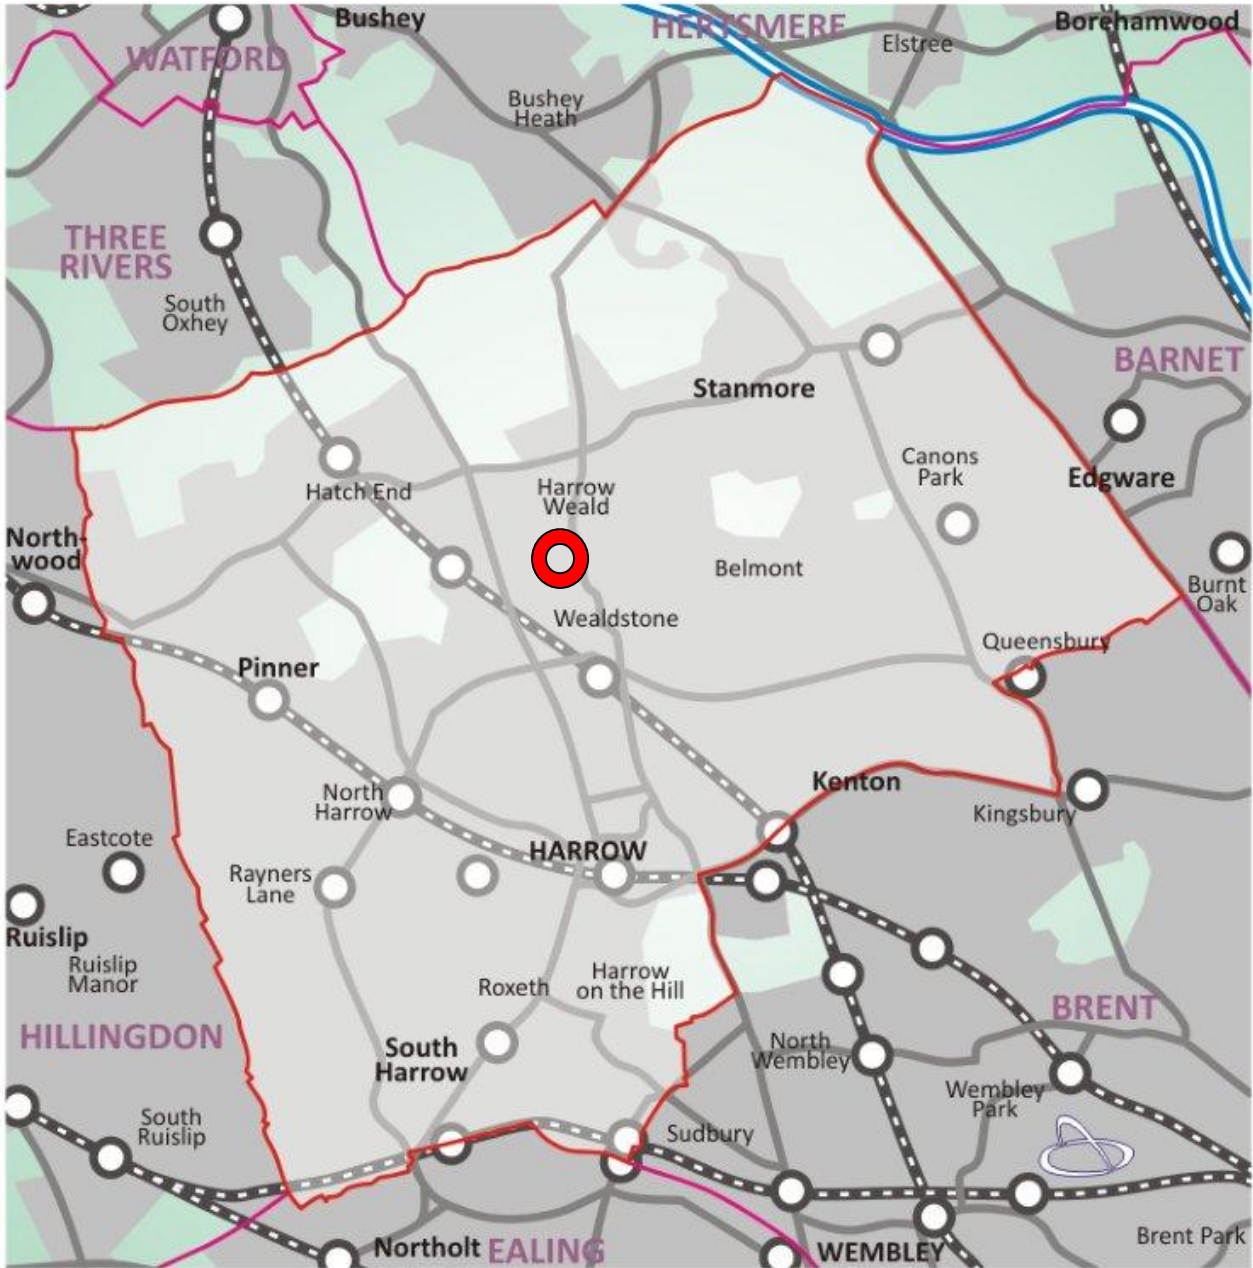 Bushey
HERTSMERE
Borehamwood
Elstree
WATFORD
Bushey
Heath
THREE
RIVERS
South
Oxhey
BARNET
Stanmore
Canons
Park
Edgware
Hatch End
Harrow
Weald
North-
wood
Belmont
Burnt
Oak
Wealdstone
Queensbury
Pinner
Kenton
North
Harrow
Kingsbury
Eastcote
HARROW
Rayners
Lane
Ruislip
Ruislip
Manor
Harrow
on the Hill
Roxeth
BRENT
HILLINGDON
South
Harrow
North
Wembley
Wembley
Park
South
Ruislip
Sudbury
Brent Park
Northolt
EALING
WEMBLEY